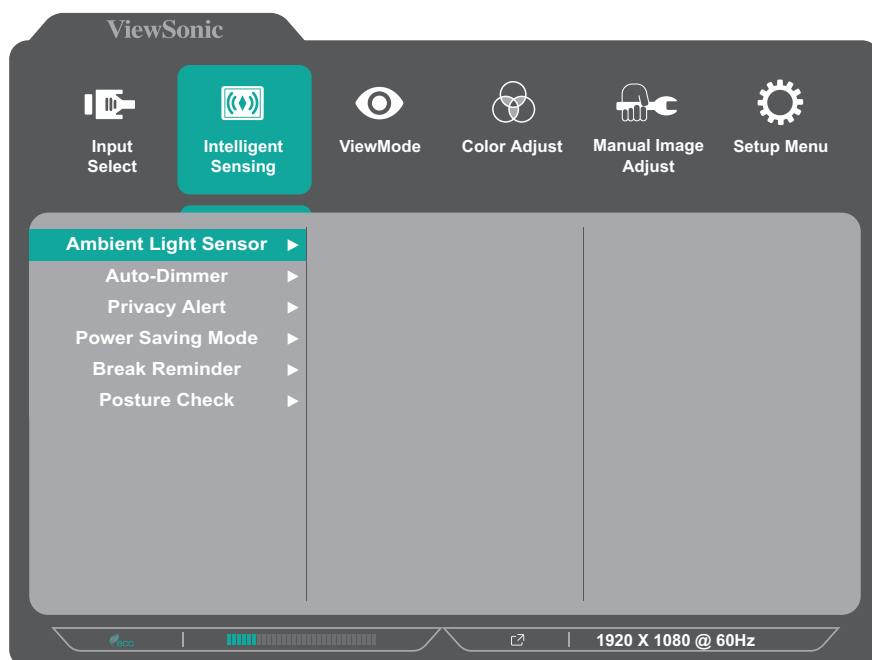 ViewSonic
Input
Select
Intelligent
Sensing
ViewMode
Color Adjust
Manual Image
Adjust
Setup Menu
Ambient Light Sensor
Auto-Dimmer
Privacy Alert
Power Saving Mode
Break Reminder
Posture Check
eco
1920 X 1080 @ 60Hz